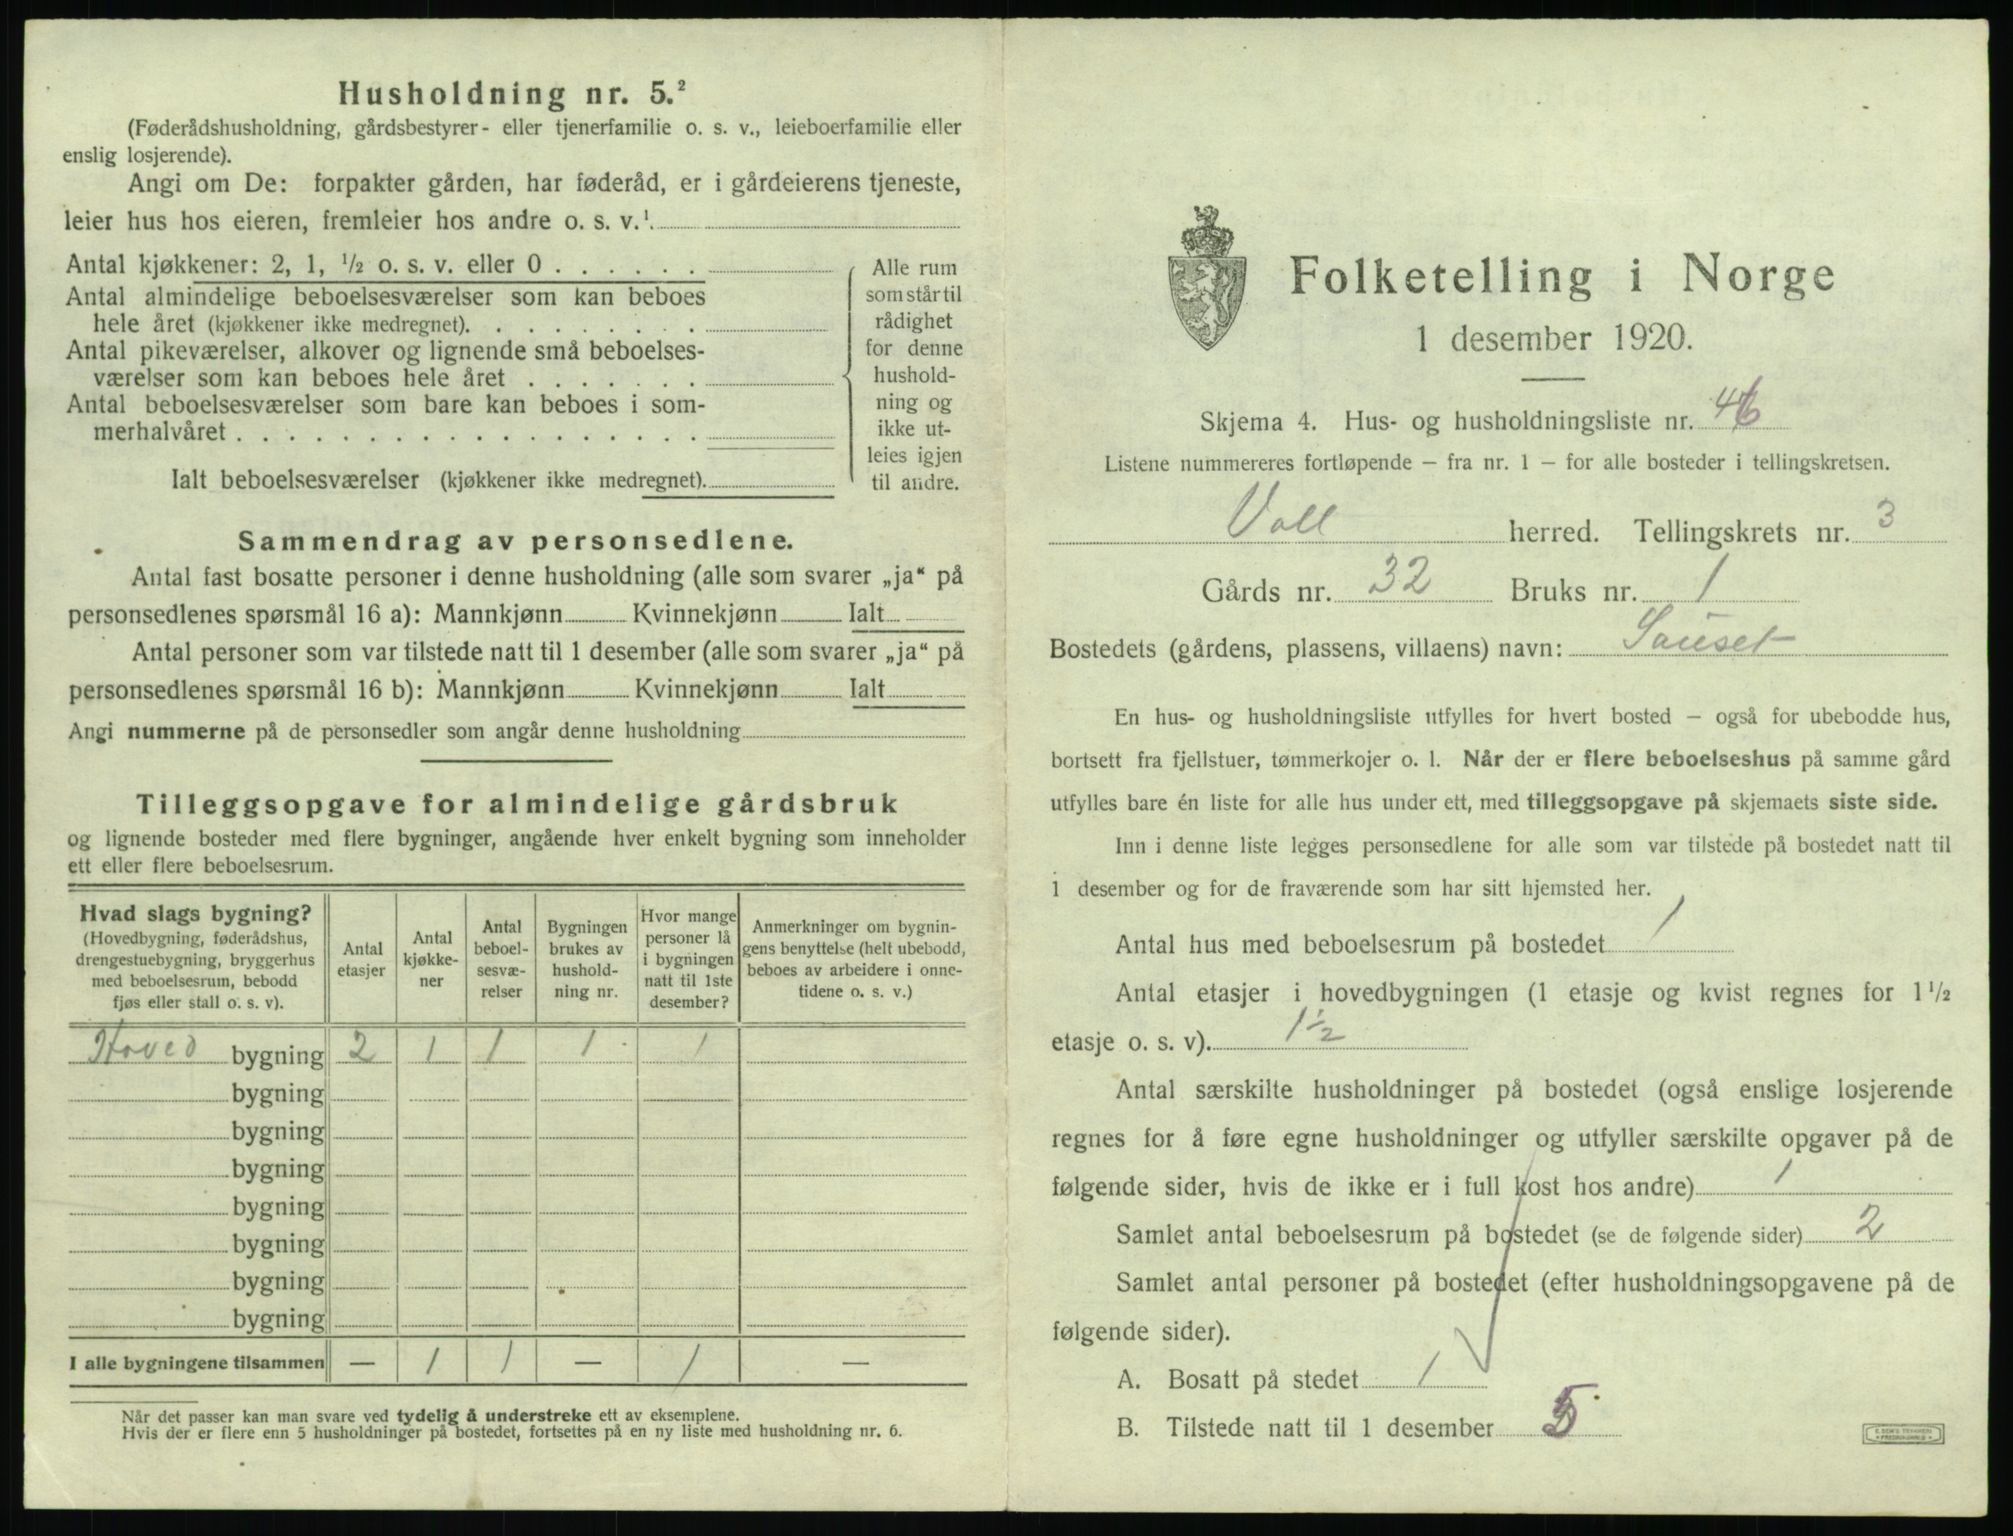 Husholdning nr. 5.²
(Føderådshusholdning, gårdsbestyrer- eller tjenerfamilie o. s. v., leieboerfamilie eller
enslig losjerende).
Angi om De: forpakter gården, har føderåd, er i gårdeierens tjeneste,
leier hus hos eieren, fremleier hos andre o. s. v.¹
Antal kjøkkener: 2, 1, ½ o. s. v. eller 0 . . . . . .
Antal almindelige beboelsesværelser som kan beboes
hele året (kjøkkener ikke medregnet). . . . . . . . .
Antal pikeværelser, alkover og lignende små beboelses-
værelser som kan beboes hele året . . . . . . .
Antal beboelsesværelser som bare kan beboes i som-
merhalvåret . . . . . . . . . . . . . . . . . .
Ialt beboelsesværelser (kjøkkener ikke medregnet).
Alle rum
som står til
rådighet
for denne
hushold-
ning og
ikke ut-
leies igjen
til andre.
Sammendrag av personsedlene.
Antal fast bosatte personer i denne husholdning (alle som svarer „ja“ på
personsedlenes spørsmål 16 a): Mannkjønn Kvinnekjønn Ialt
Antal personer som var tilstede natt til 1 desember (alle som svarer „ja“ på
personsedlenes spørsmål 16 b): Mannkjønn Kvinnekjønn Ialt
Angi nummerne på de personsedler som angår denne husholdning
Tilleggsopgave for almindelige gårdsbruk
og lignende bosteder med flere bygninger, angående hver enkelt bygning som inneholder
ett eller flere beboelsesrum.
Hvad slags bygning?
(Hovedbygning, føderådshus,
drengestuebygning, bryggerhus
med beboelsesrum, bebodd
fjøs eller stall o. s. v).
Antal
etasjer
Antal
kjøkke-
ner
Antal
beboel-
sesvæ-
relser
Bygningen
brukes av
hushold-
ning nr.
Hvor mange
personer lå
i bygningen
natt til 1ste
desember?
Anmerkninger om bygnin-
gens benyttelse (helt ubebodd,
beboes av arbeidere i onne-
tidene o. s. v.)
Hoved bygning 2 1 1 1 1
bygning
bygning
bygning
bygning
bygning
bygning
bygning
I alle bygningene tilsammen — 1 1 — 1 —
Når det passer kan man svare ved tydelig å understreke ett av eksemplene.
Hvis der er flere enn 5 husholdninger på bostedet, fortsettes på en ny liste med husholdning nr. 6.
Folketelling i Norge
1 desember 1920.
Skjema 4. Hus- og husholdningsliste nr. 46
Listene nummereres fortløpende – fra nr. 1 – for alle bosteder i tellingskretsen.
Voll herred. Tellingskrets nr. 3
Gårds nr. 32 Bruks nr. 1
Bostedets (gårdens, plassens, villaens) navn: Sauset
En hus- og husholdningsliste utfylles for hvert bosted – også for ubebodde hus,
bortsett fra fjellstuer, tømmerkojer o. l. Når der er flere beboelseshus på samme gård
utfylles bare én liste for alle hus under ett, med tilleggsopgave på skjemaets siste side.
Inn i denne liste legges personsedlene for alle som var tilstede på bostedet natt til
1 desember og for de fraværende som har sitt hjemsted her.
Antal hus med beboelsesrum på bostedet 1
Antal etasjer i hovedbygningen (1 etasje og kvist regnes for 1½
etasje o. s. v). 1½
Antal særskilte husholdninger på bostedet (også enslige losjerende
regnes for å føre egne husholdninger og utfyller særskilte opgaver på de
følgende sider, hvis de ikke er i full kost hos andre) 1
Samlet antal beboelsesrum på bostedet (se de følgende sider) 2
Samlet antal personer på bostedet (efter husholdningsopgavene på de
følgende sider).
A. Bosatt på stedet 1
B. Tilstede natt til 1 desember 5